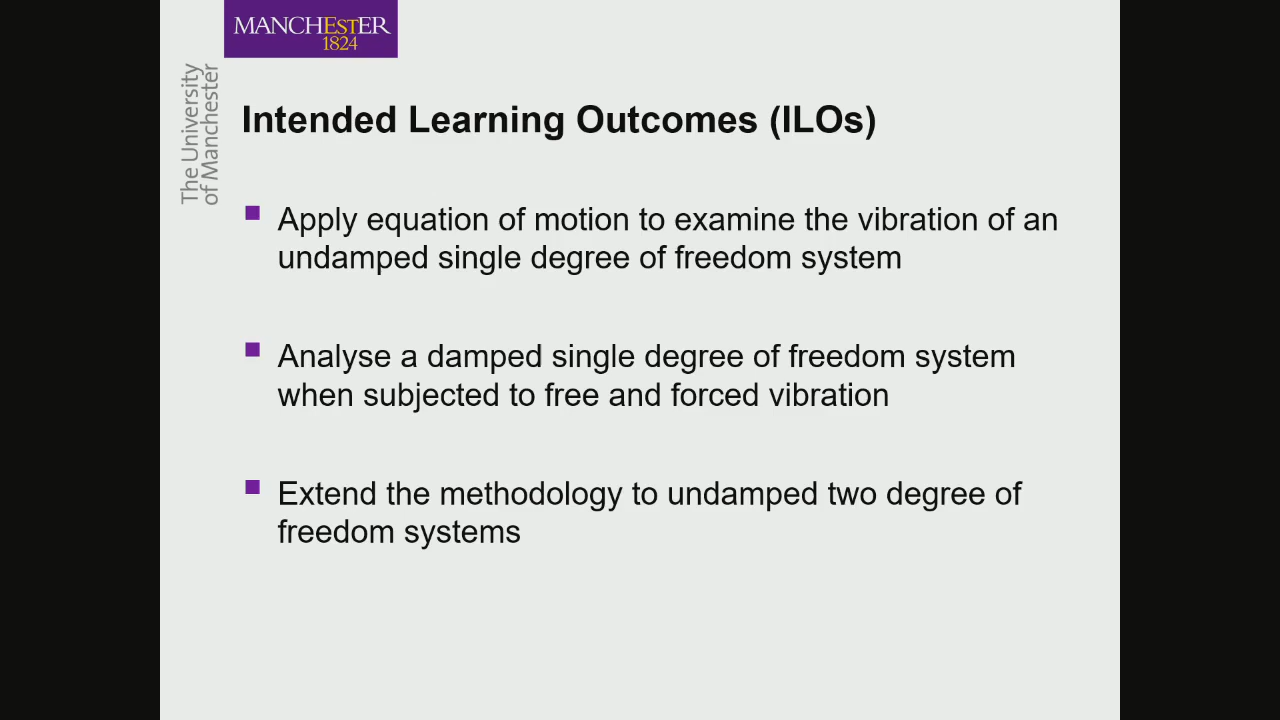 MANCHESTER
1824
The University
of Manchester
Intended Learning Outcomes (ILOs)
Apply equation of motion to examine the vibration of an
undamped single degree of freedom system
Analyse a damped single degree of freedom system
when subjected to free and forced vibration
Extend the methodology to undamped two degree of
freedom systems